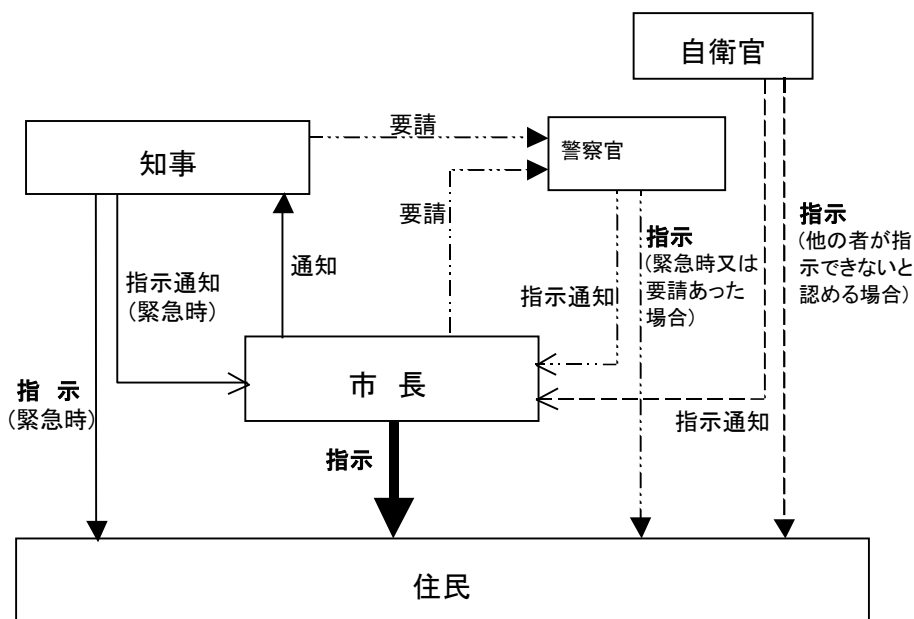 自衛官
要請
知事
警察官
要請
指示
(他の者が指
示できないと
認める場合)
指示
(緊急時又は
要請あった
場合)
通知
指示通知
(緊急時)
指示通知
市 長
指 示
(緊急時)
指示通知
指示
住民